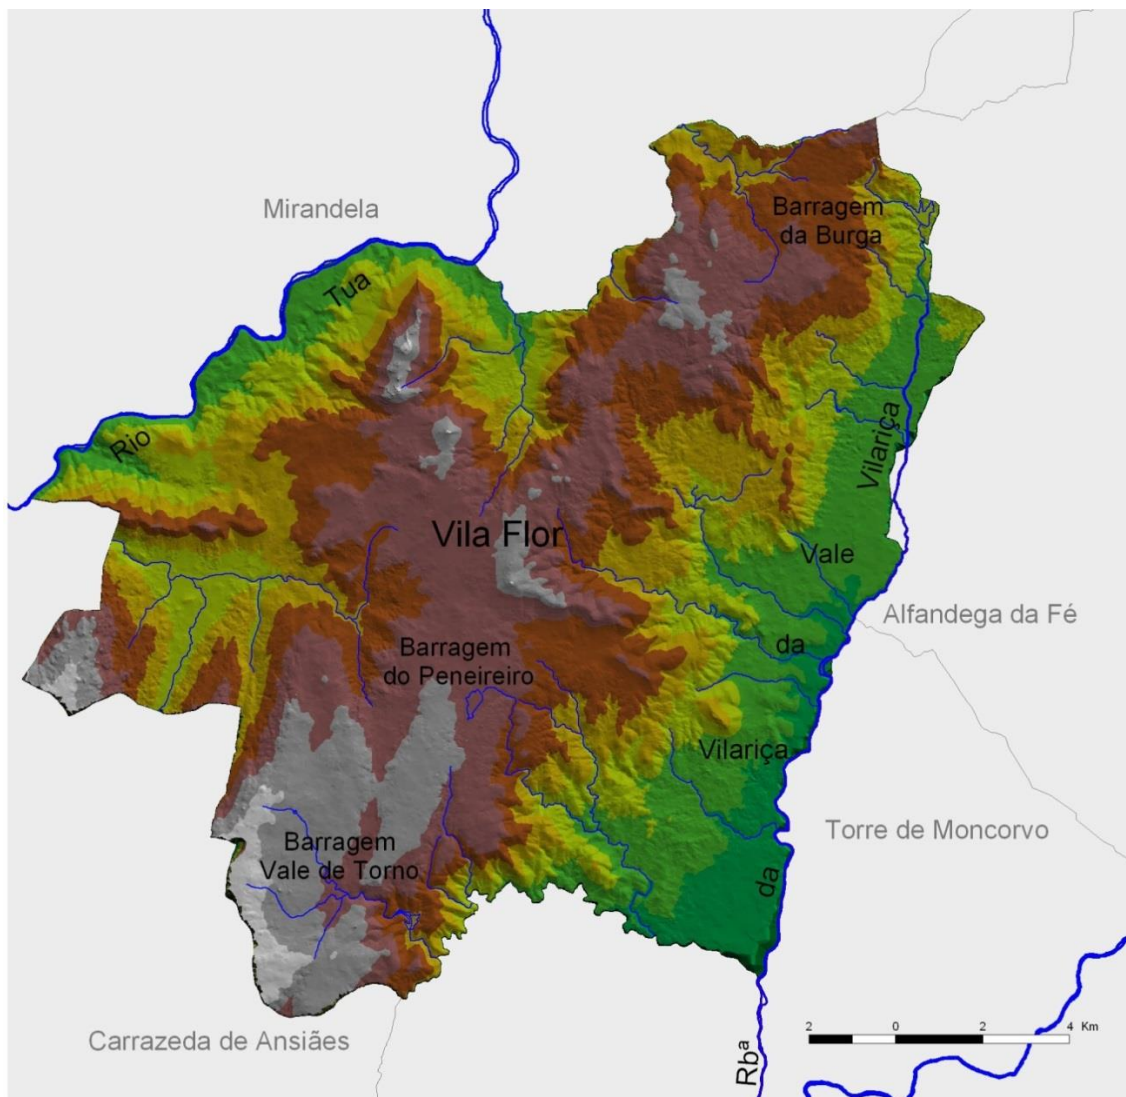 Mirandela
Barragem
da Burga
Rio Tua
Vila Flor
Barragem
do Peneireiro
Vale
da
Vilariça
Alfandega da Fé
Barragem
Vale de Torno
Torre de Moncorvo
Carrazeda de Ansiães
Rbª da Vilariça
2 0 2 4 Km